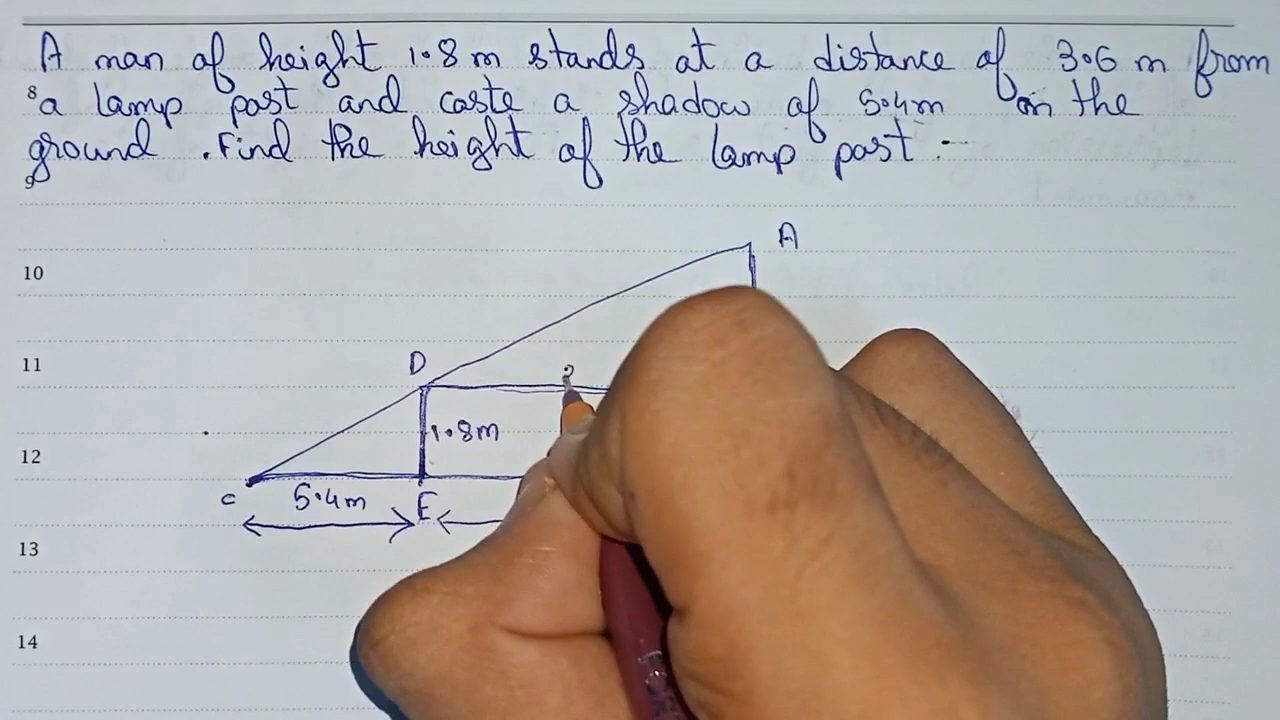 A man of height 1.8 m stands at a distance of 3.6 m from
8 a lamp post and caste a shadow of 5.4m on the
ground . Find the height of the lamp post :-
9
A
10
D
11
?
1.8m
12
C 5.4m E
13
14